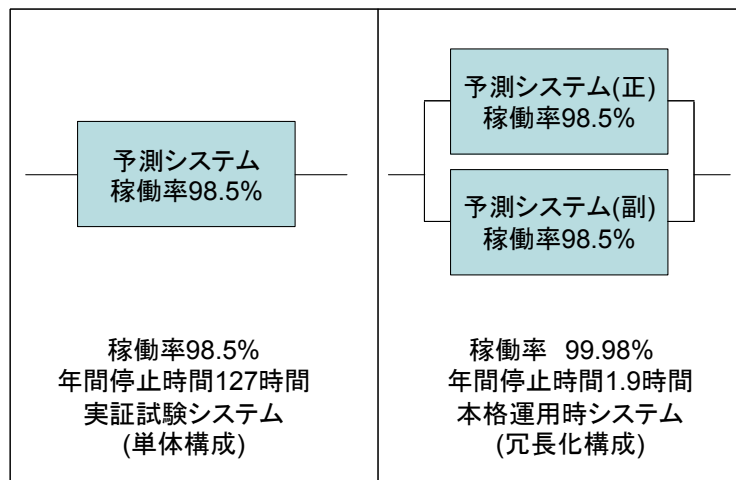 予測システム
稼働率98.5%
稼働率98.5%
年間停止時間127時間
実証試験システム
(単体構成)
予測システム(正)
稼働率98.5%
予測システム(副)
稼働率98.5%
稼働率 99.98%
年間停止時間1.9時間
本格運用時システム
(冗長化構成)